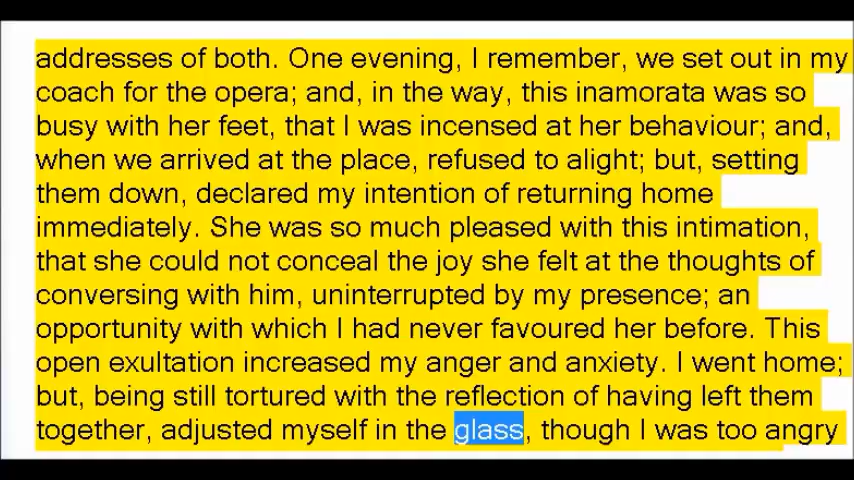 addresses of both. One evening, I remember, we set out in my
coach for the opera; and, in the way, this inamorata was so
busy with her feet, that I was incensed at her behaviour; and,
when we arrived at the place, refused to alight; but, setting
them down, declared my intention of returning home
immediately. She was so much pleased with this intimation,
that she could not conceal the joy she felt at the thoughts of
conversing with him, uninterrupted by my presence; an
opportunity with which I had never favoured her before. This
open exultation increased my anger and anxiety. I went home;
but, being still tortured with the reflection of having left them
together, adjusted myself in the glass, though I was too angry